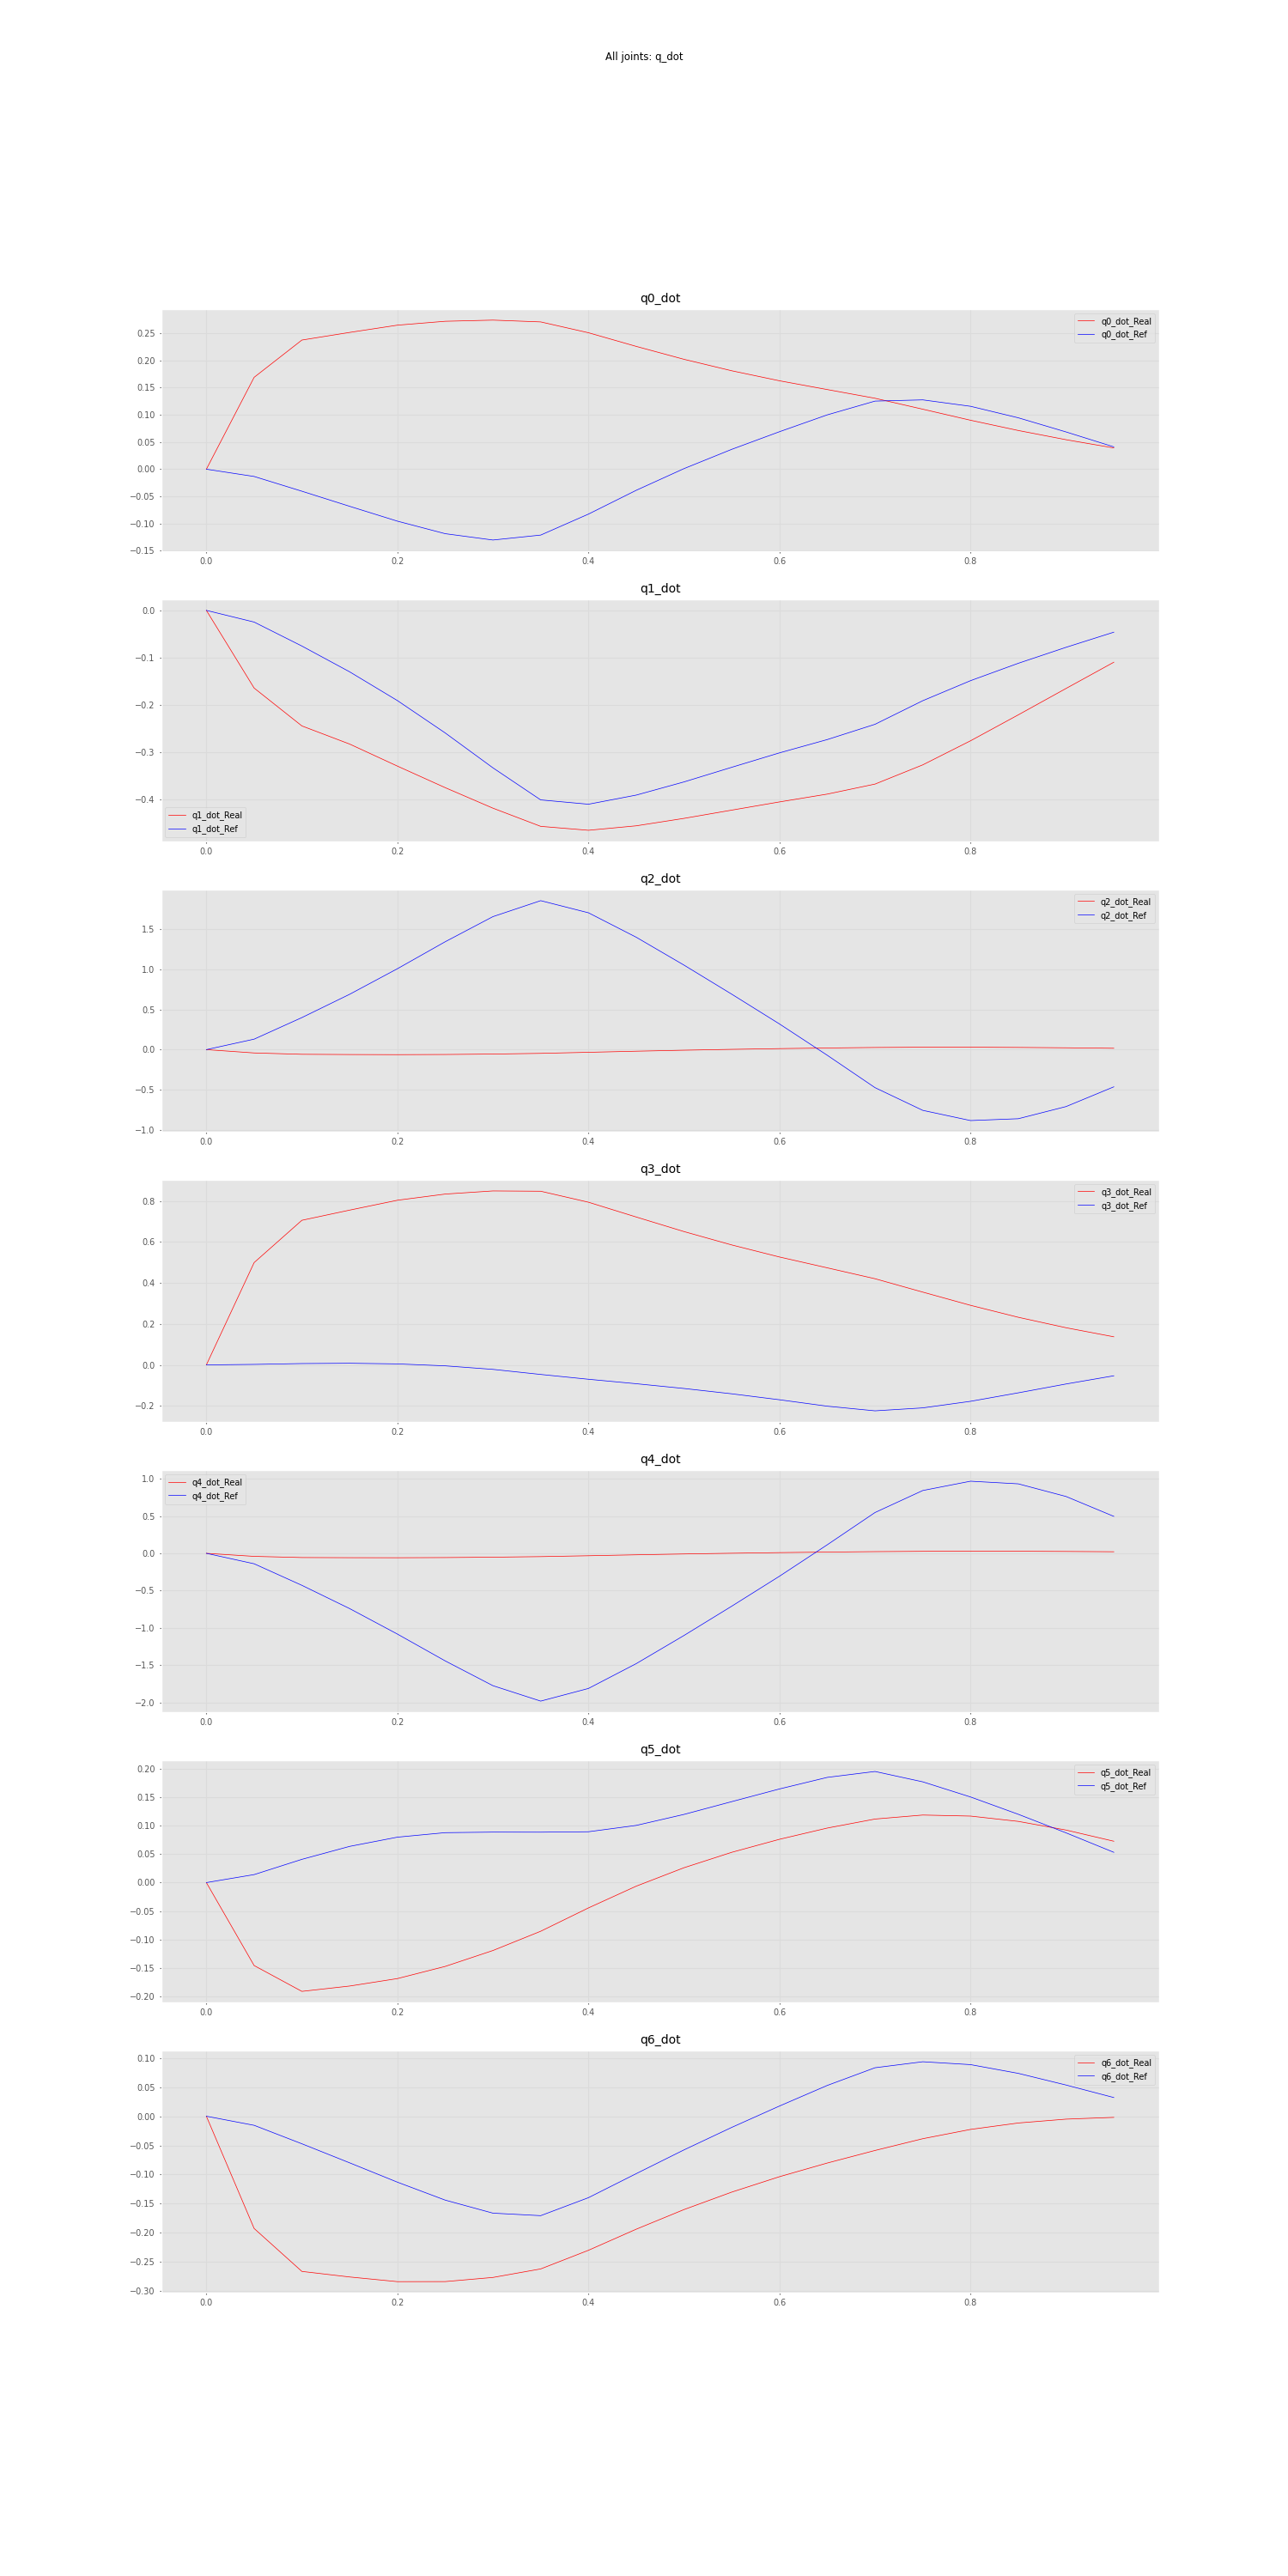 All joints: q_dot
q0_dot
q0_dot_Real
q0_dot_Ref
0.25
0.20
0.15
0.10
0.05
0.00
−0.05
−0.10
−0.15
0.0 0.2 0.4 0.6 0.8
q1_dot
0.0
−0.1
−0.2
−0.3
−0.4
q1_dot_Real
q1_dot_Ref
0.0 0.2 0.4 0.6 0.8
q2_dot
q2_dot_Real
q2_dot_Ref
1.5
1.0
0.5
0.0
−0.5
−1.0
0.0 0.2 0.4 0.6 0.8
q3_dot
q3_dot_Real
q3_dot_Ref
0.8
0.6
0.4
0.2
0.0
−0.2
0.0 0.2 0.4 0.6 0.8
q4_dot
q4_dot_Real
q4_dot_Ref
1.0
0.5
0.0
−0.5
−1.0
−1.5
−2.0
0.0 0.2 0.4 0.6 0.8
q5_dot
q5_dot_Real
q5_dot_Ref
0.20
0.15
0.10
0.05
0.00
−0.05
−0.10
−0.15
−0.20
0.0 0.2 0.4 0.6 0.8
q6_dot
q6_dot_Real
q6_dot_Ref
0.10
0.05
0.00
−0.05
−0.10
−0.15
−0.20
−0.25
−0.30
0.0 0.2 0.4 0.6 0.8